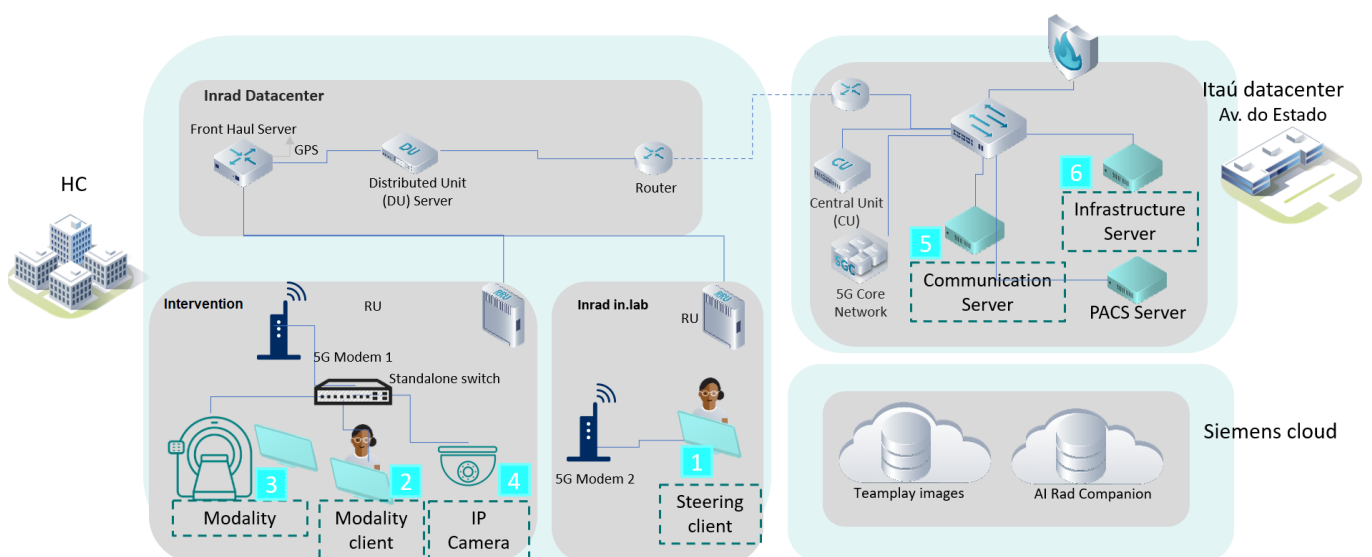 HC
Inrad Datacenter
Front Haul Server
GPS
DU
Distributed Unit
(DU) Server
Router
Intervention
RU
RRU
5G Modem 1
Standalone switch
3
Modality
2
Modality
client
4
IP
Camera
Inrad in.lab
RU
RRU
5G Modem 2
1
Steering
client
CU
Central Unit
(CU)
5GC
5G Core
Network
5
Communication
Server
6
Infrastructure
Server
PACS Server
Itaú datacenter
Av. do Estado
Teamplay images
AI Rad Companion
Siemens cloud